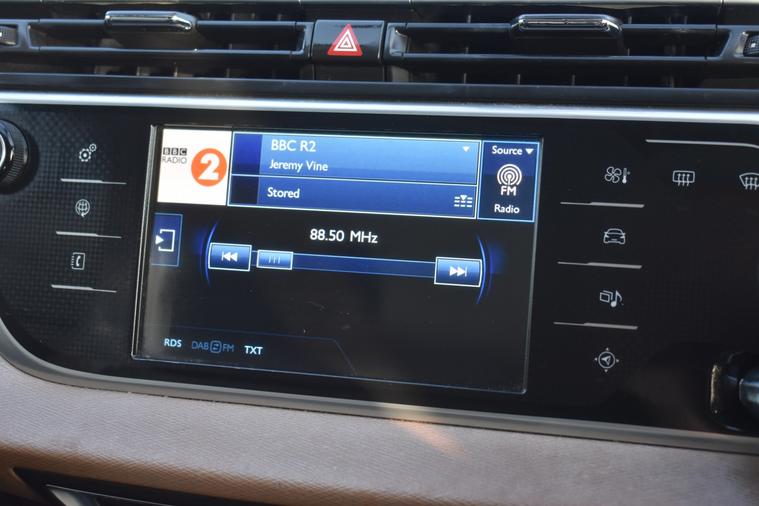 BBC
RADIO
2
BBC R2
Jeremy Vine
Stored
Source
FM
Radio
88.50 MHz
RDS
DAB FM
TXT